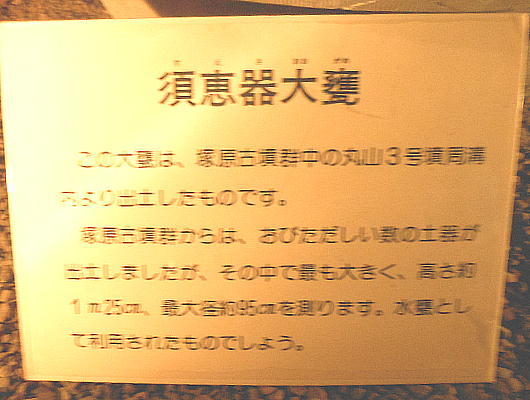 須恵器大甕
この大甕は、塚原古墳群中の丸山3号墳周溝
内より出土したものです。
塚原古墳群からは、おびただしい数の土器が
出土しましたが、その中で最も大きく、高さ約
1m25cm、最大径約95cmを測ります。水甕とし
て利用されたものでしょう。